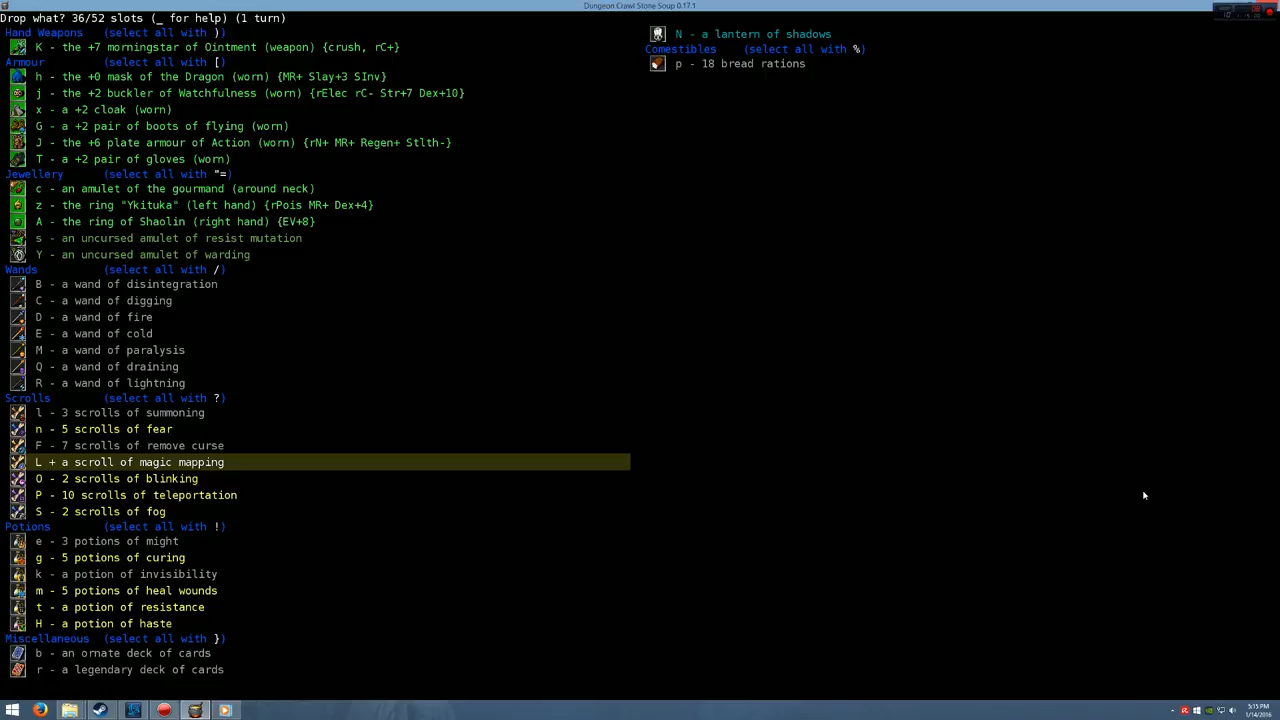 Dungeon Crawl Stone Soup 0.17.1
Drop what? 36/52 slots (_ for help) (1 turn)
Hand Weapons (select all with ))
K - the +7 morningstar of Ointment (weapon) {crush, rC+}
Armour (select all with [)
h - the +0 mask of the Dragon (worn) {MR+ Slay+3 SInv}
j - the +2 buckler of Watchfulness (worn) {rElec rC- Str+7 Dex+10}
x - a +2 cloak (worn)
G - a +2 pair of boots of flying (worn)
J - the +6 plate armour of Action (worn) {rN+ MR+ Regen+ Stlth-}
T - a +2 pair of gloves (worn)
Jewellery (select all with "=)
c - an amulet of the gourmand (around neck)
z - the ring "Ykituka" (left hand) {rPois MR+ Dex+4}
A - the ring of Shaolin (right hand) {EV+8}
s - an uncursed amulet of resist mutation
Y - an uncursed amulet of warding
Wands (select all with /)
B - a wand of disintegration
C - a wand of digging
D - a wand of fire
E - a wand of cold
M - a wand of paralysis
Q - a wand of draining
R - a wand of lightning
Scrolls (select all with ?)
l - 3 scrolls of summoning
n - 5 scrolls of fear
F - 7 scrolls of remove curse
L + a scroll of magic mapping
O - 2 scrolls of blinking
P - 10 scrolls of teleportation
S - 2 scrolls of fog
Potions (select all with !)
e - 3 potions of might
g - 5 potions of curing
k - a potion of invisibility
m - 5 potions of heal wounds
t - a potion of resistance
H - a potion of haste
Miscellaneous (select all with })
b - an ornate deck of cards
r - a legendary deck of cards
N - a lantern of shadows
Comestibles (select all with %)
p - 18 bread rations
5:15 PM
1/14/2016